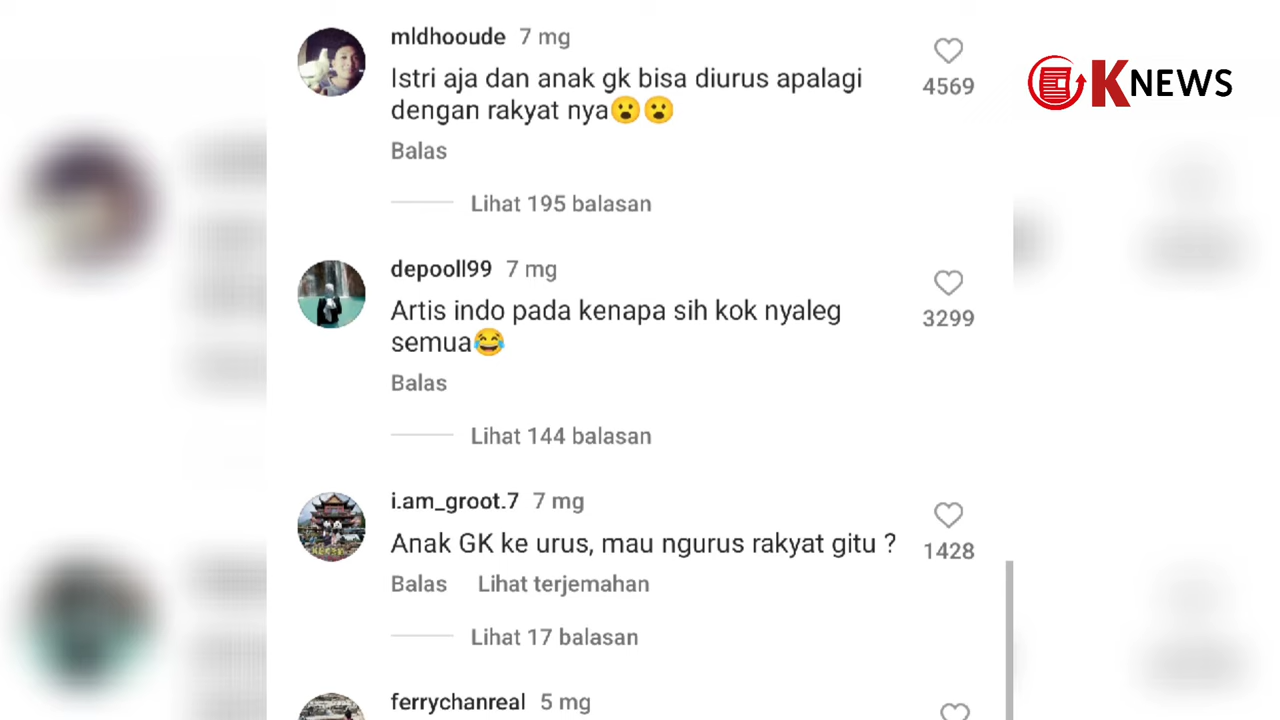 mldhooude 7 mg
Istri aja dan anak gk bisa diurus apalagi
dengan rakyat nya😮😮
4569
Balas
Lihat 195 balasan
KNEWS
depooll99 7 mg
Artis indo pada kenapa sih kok nyaleg
semua😂
3299
Balas
Lihat 144 balasan
i.am_groot.7 7 mg
Anak GK ke urus, mau ngurus rakyat gitu ?
1428
Balas Lihat terjemahan
Lihat 17 balasan
ferrychanreal 5 mg